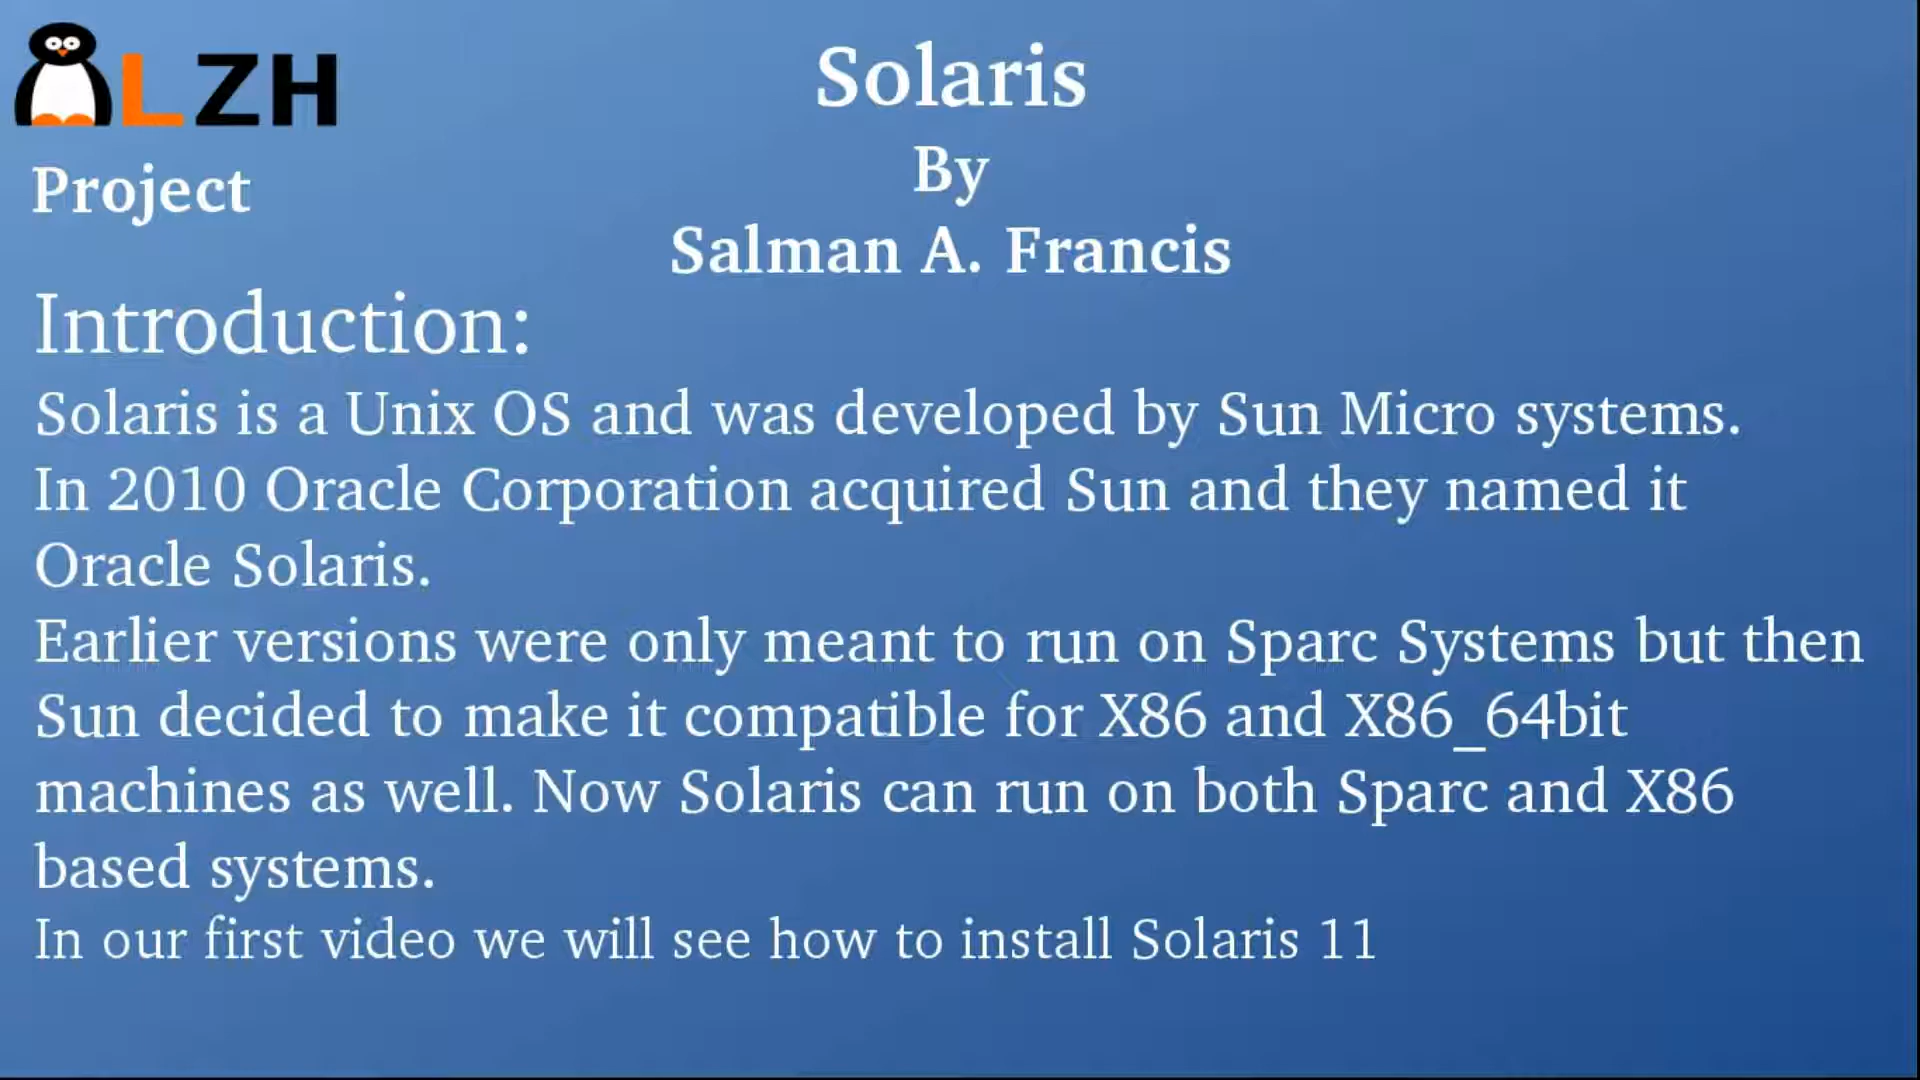 LZH
Project
Solaris
By
Salman A. Francis
Introduction:
Solaris is a Unix OS and was developed by Sun Micro systems.
In 2010 Oracle Corporation acquired Sun and they named it
Oracle Solaris.
Earlier versions were only meant to run on Sparc Systems but then
Sun decided to make it compatible for X86 and X86_64bit
machines as well. Now Solaris can run on both Sparc and X86
based systems.
In our first video we will see how to install Solaris 11